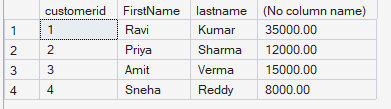 customerid FirstName lastname (No column name)
1 1 Ravi Kumar 35000.00
2 2 Priya Sharma 12000.00
3 3 Amit Verma 15000.00
4 4 Sneha Reddy 8000.00